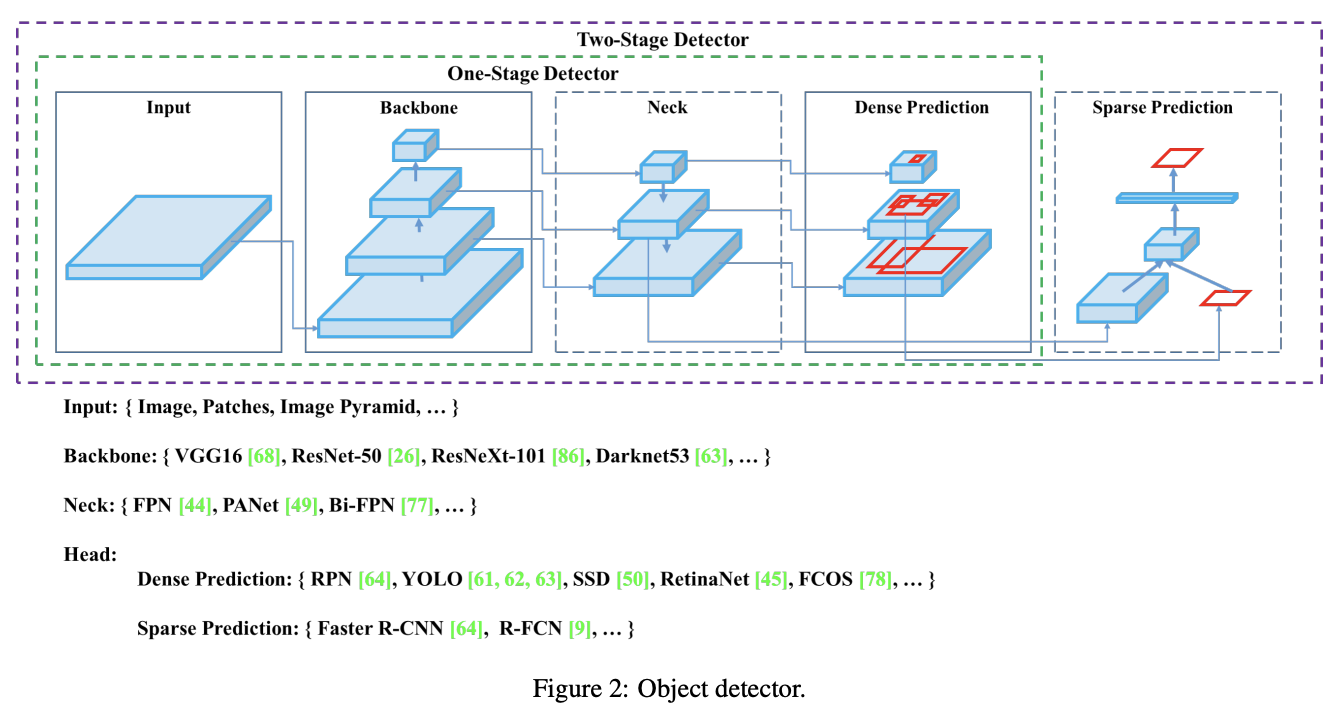 Two-Stage Detector
One-Stage Detector
Input
Backbone
Neck
Dense Prediction
Sparse Prediction
Input: { Image, Patches, Image Pyramid, … }
Backbone: { VGG16 [68], ResNet-50 [26], ResNeXt-101 [86], Darknet53 [63], … }
Neck: { FPN [44], PANet [49], Bi-FPN [77], … }
Head:
Dense Prediction: { RPN [64], YOLO [61, 62, 63], SSD [50], RetinaNet [45], FCOS [78], … }
Sparse Prediction: { Faster R-CNN [64], R-FCN [9], … }
Figure 2: Object detector.